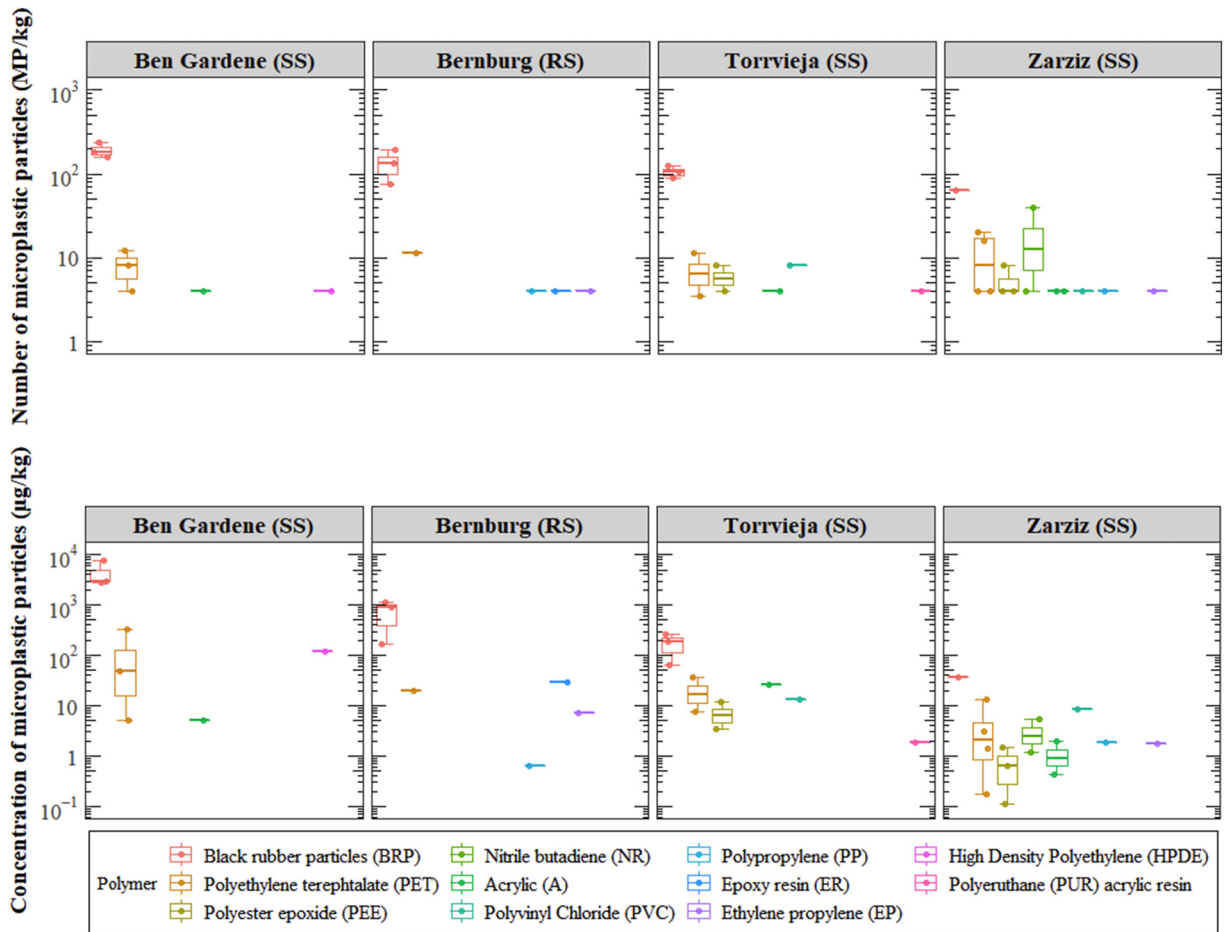 Number of microplastic particles (MP/kg)
Ben Gardene (SS)
Bernburg (RS)
Torrvieja (SS)
Zarziz (SS)
10³
10²
10
1
Concentration of microplastic particles (µg/kg)
Ben Gardene (SS)
Bernburg (RS)
Torrvieja (SS)
Zarziz (SS)
10⁴
10³
10²
10
1
10⁻¹
Polymer
Black rubber particles (BRP)
Polyethylene terephtalate (PET)
Polyester epoxide (PEE)
Nitrile butadiene (NR)
Acrylic (A)
Polyvinyl Chloride (PVC)
Polypropylene (PP)
Epoxy resin (ER)
Ethylene propylene (EP)
High Density Polyethylene (HPDE)
Polyeruthane (PUR) acrylic resin